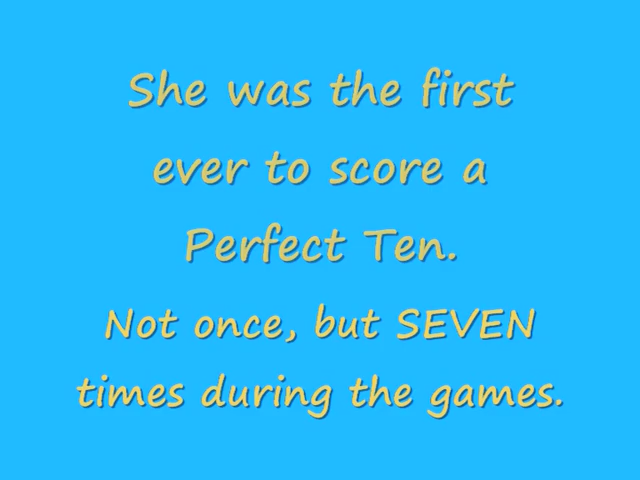 She was the first
ever to score a
Perfect Ten.
Not once, but SEVEN
times during the games.